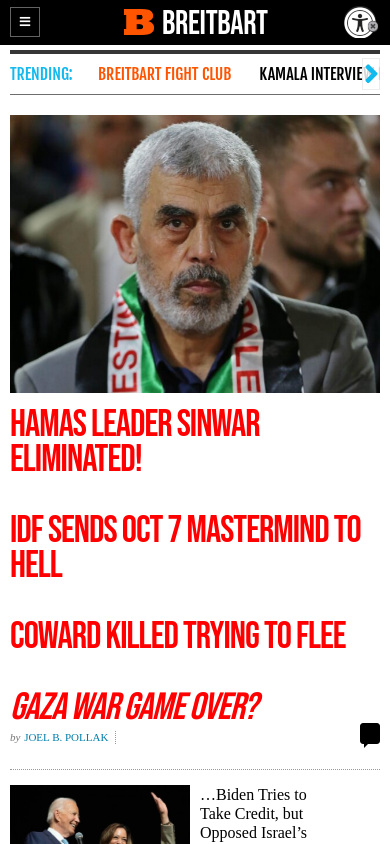 BREITBART
TRENDING:
BREITBART FIGHT CLUB
KAMALA INTERVIE
HAMAS LEADER SINWAR
ELIMINATED!
IDF SENDS OCT 7 MASTERMIND TO
HELL
COWARD KILLED TRYING TO FLEE
GAZA WAR GAME OVER?
by JOEL B. POLLAK
…Biden Tries to
Take Credit, but
Opposed Israel’s